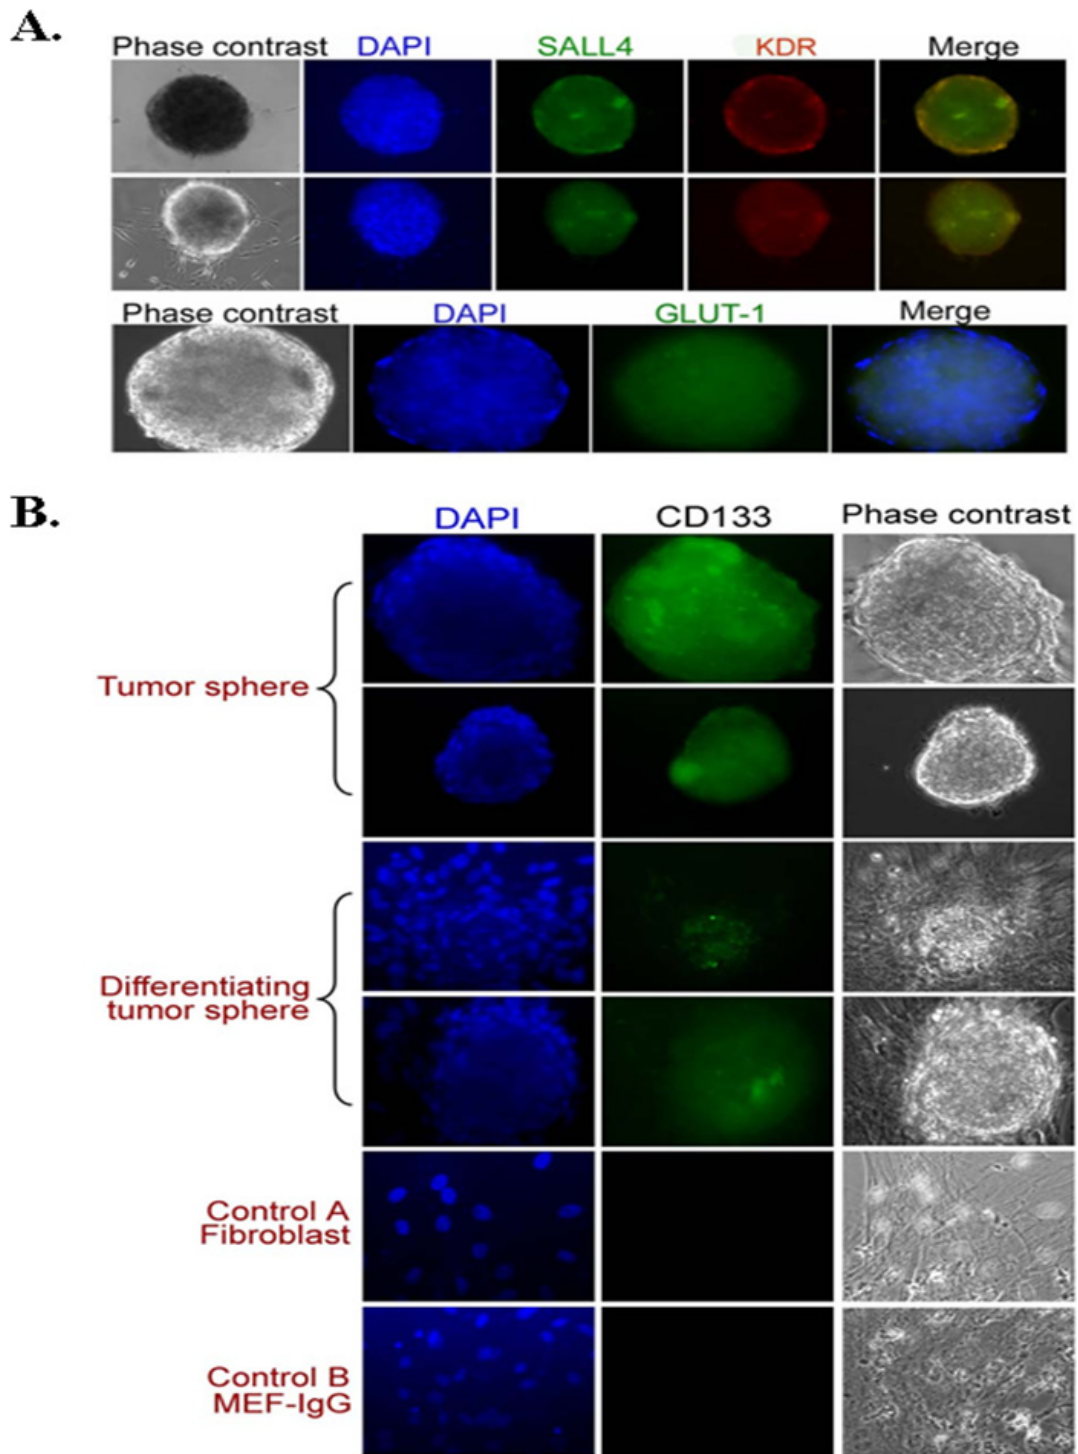 A.
Phase contrast DAPI SALL4 KDR Merge
Phase contrast DAPI GLUT-1 Merge
B.
DAPI CD133 Phase contrast
Tumor sphere
Differentiating
tumor sphere
Control A
Fibroblast
Control B
MEF-IgG